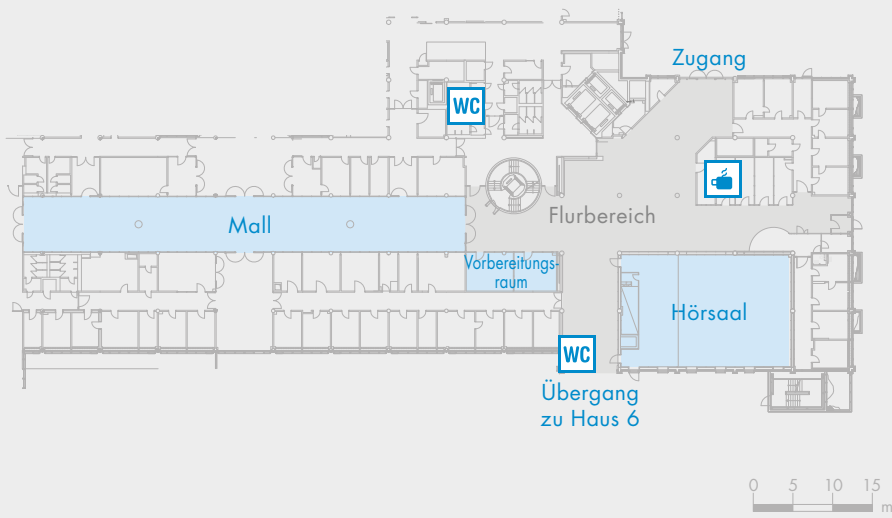 Zugang
WC
Flurbereich
Mall
Vorbereitungs-
raum
Hörsaal
WC
Übergang
zu Haus 6
0 5 10 15
m